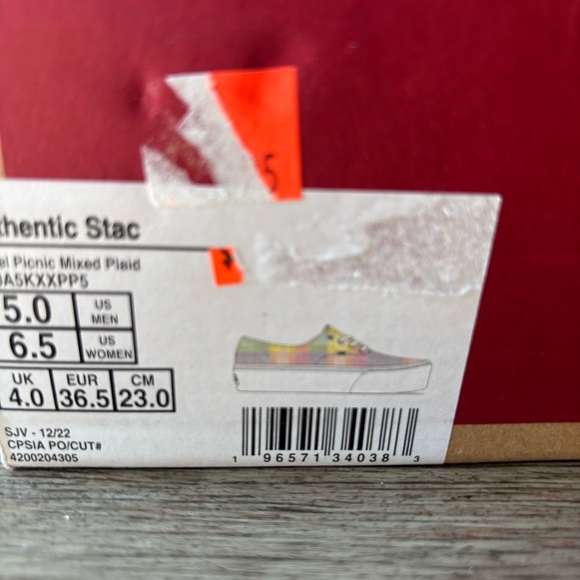 5
thentic Stac
el Picnic Mixed Plaid
0A5KXXPP5
5.0 US MEN
6.5 US WOMEN
UK EUR CM
4.0 36.5 23.0
SJV - 12/22
CPSIA PO/CUT#
4200204305
1 96571 34038 3